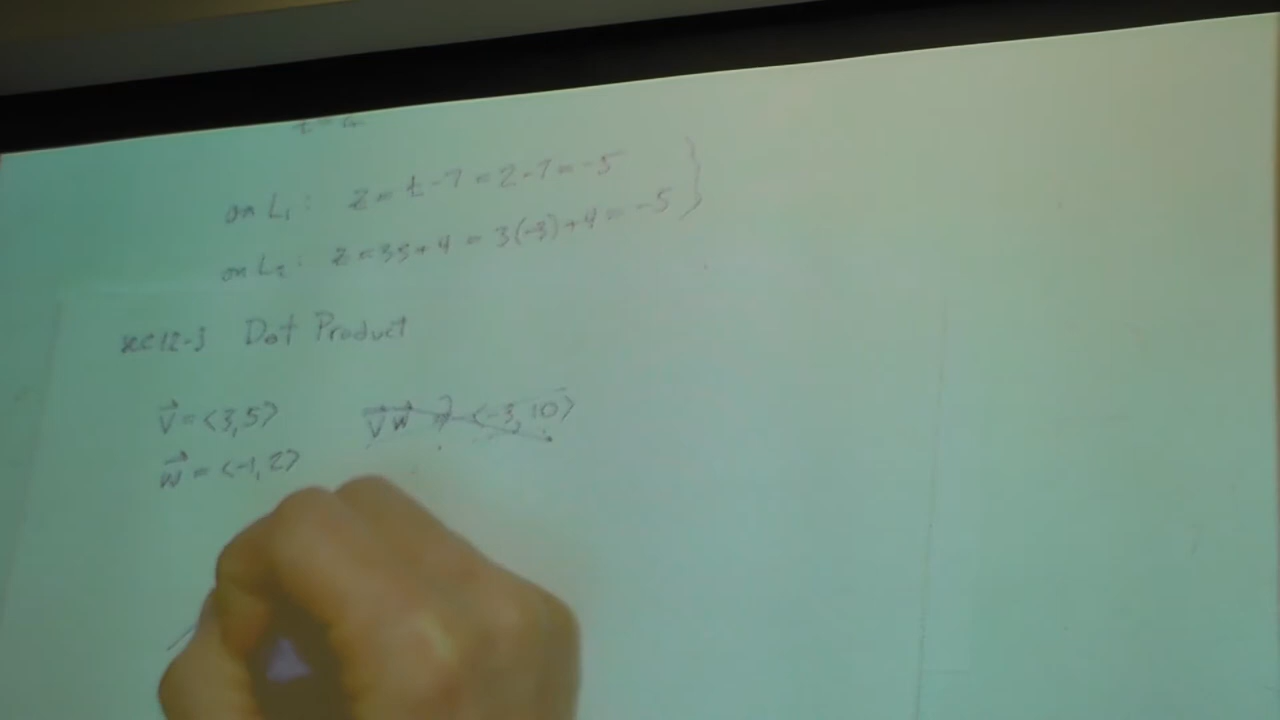 on L₁: z = t - 7 = 2 - 7 = -5 }
on L₂: z = 3s + 4 = 3(-3) + 4 = -5
sec 12-3 Dot Product
v⃗ = <3,5> v⃗ w⃗ = <-3, 10>
w⃗ = <-1, 2>